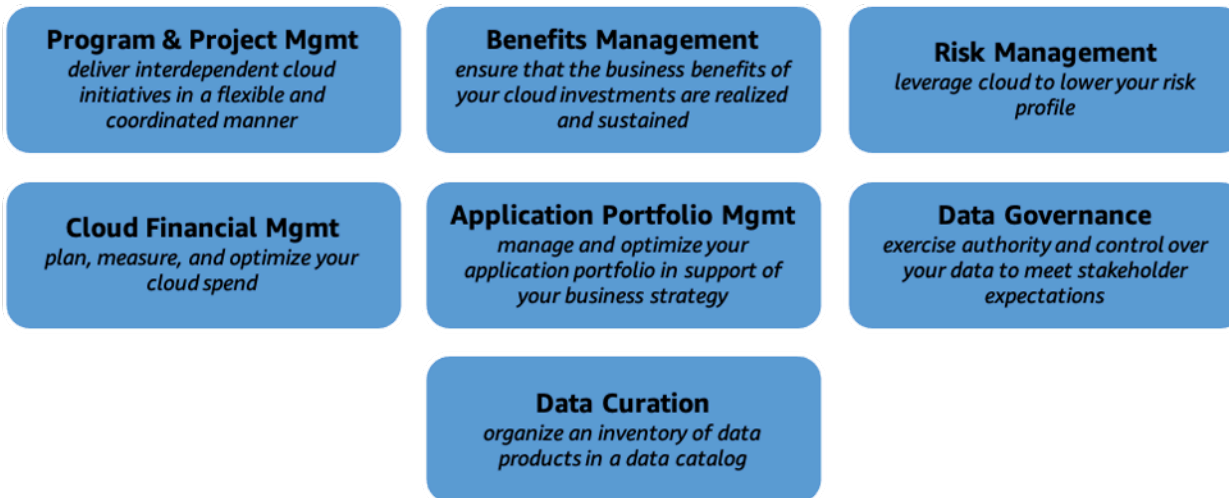 Program & Project Mgmt
deliver interdependent cloud
initiatives in a flexible and
coordinated manner
Benefits Management
ensure that the business benefits of
your cloud investments are realized
and sustained
Risk Management
leverage cloud to lower your risk
profile
Cloud Financial Mgmt
plan, measure, and optimize your
cloud spend
Application Portfolio Mgmt
manage and optimize your
application portfolio in support of
your business strategy
Data Governance
exercise authority and control over
your data to meet stakeholder
expectations
Data Curation
organize an inventory of data
products in a data catalog